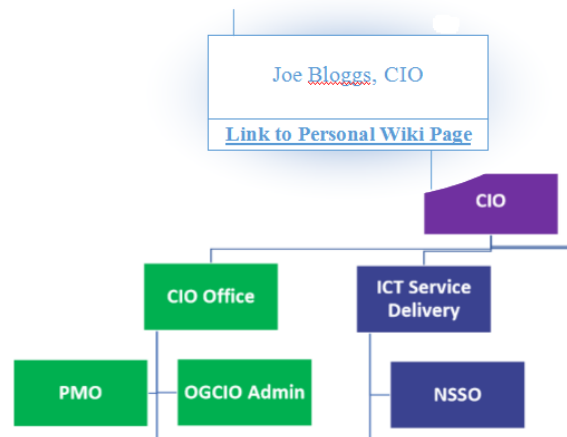 Joe Bloggs, CIO
Link to Personal Wiki Page
CIO
CIO Office
ICT Service
Delivery
PMO
OGCIO Admin
NSSO